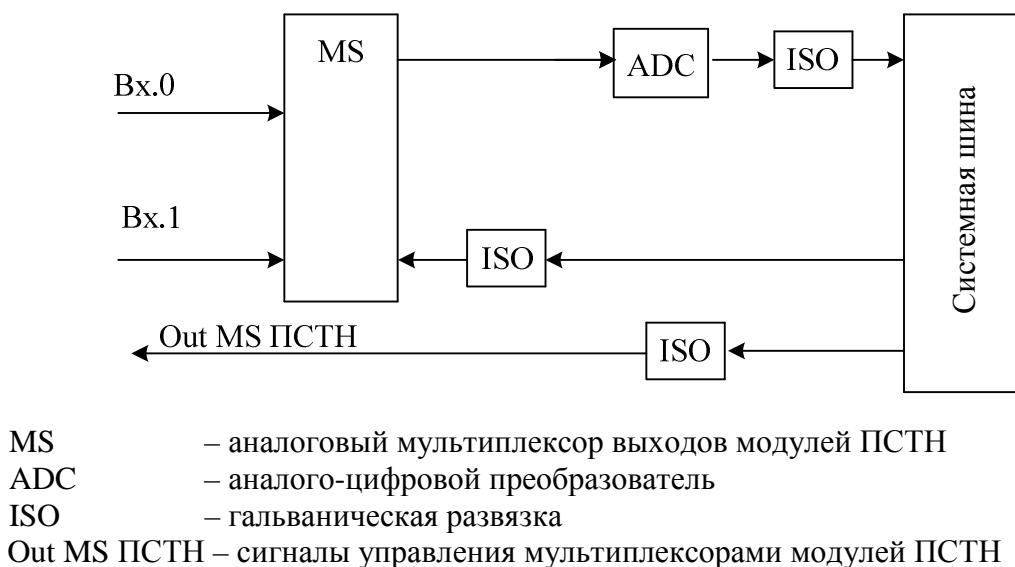 MS
ADC
ISO
Вх.0
Системная шина
Вх.1
ISO
Out MS ПСТН
ISO
MS – аналоговый мультиплексор выходов модулей ПСТН
ADC – аналого-цифровой преобразователь
ISO – гальваническая развязка
Out MS ПСТН – сигналы управления мультиплексорами модулей ПСТН